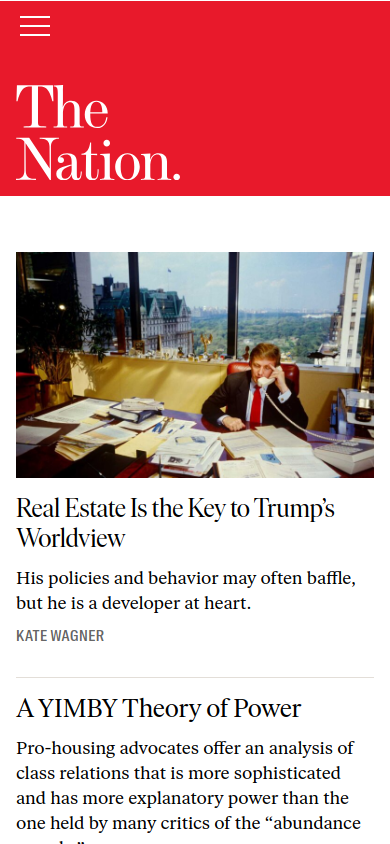 The
Nation.
Real Estate Is the Key to Trump’s
Worldview
His policies and behavior may often baffle,
but he is a developer at heart.
KATE WAGNER
A YIMBY Theory of Power
Pro-housing advocates offer an analysis of
class relations that is more sophisticated
and has more explanatory power than the
one held by many critics of the “abundance